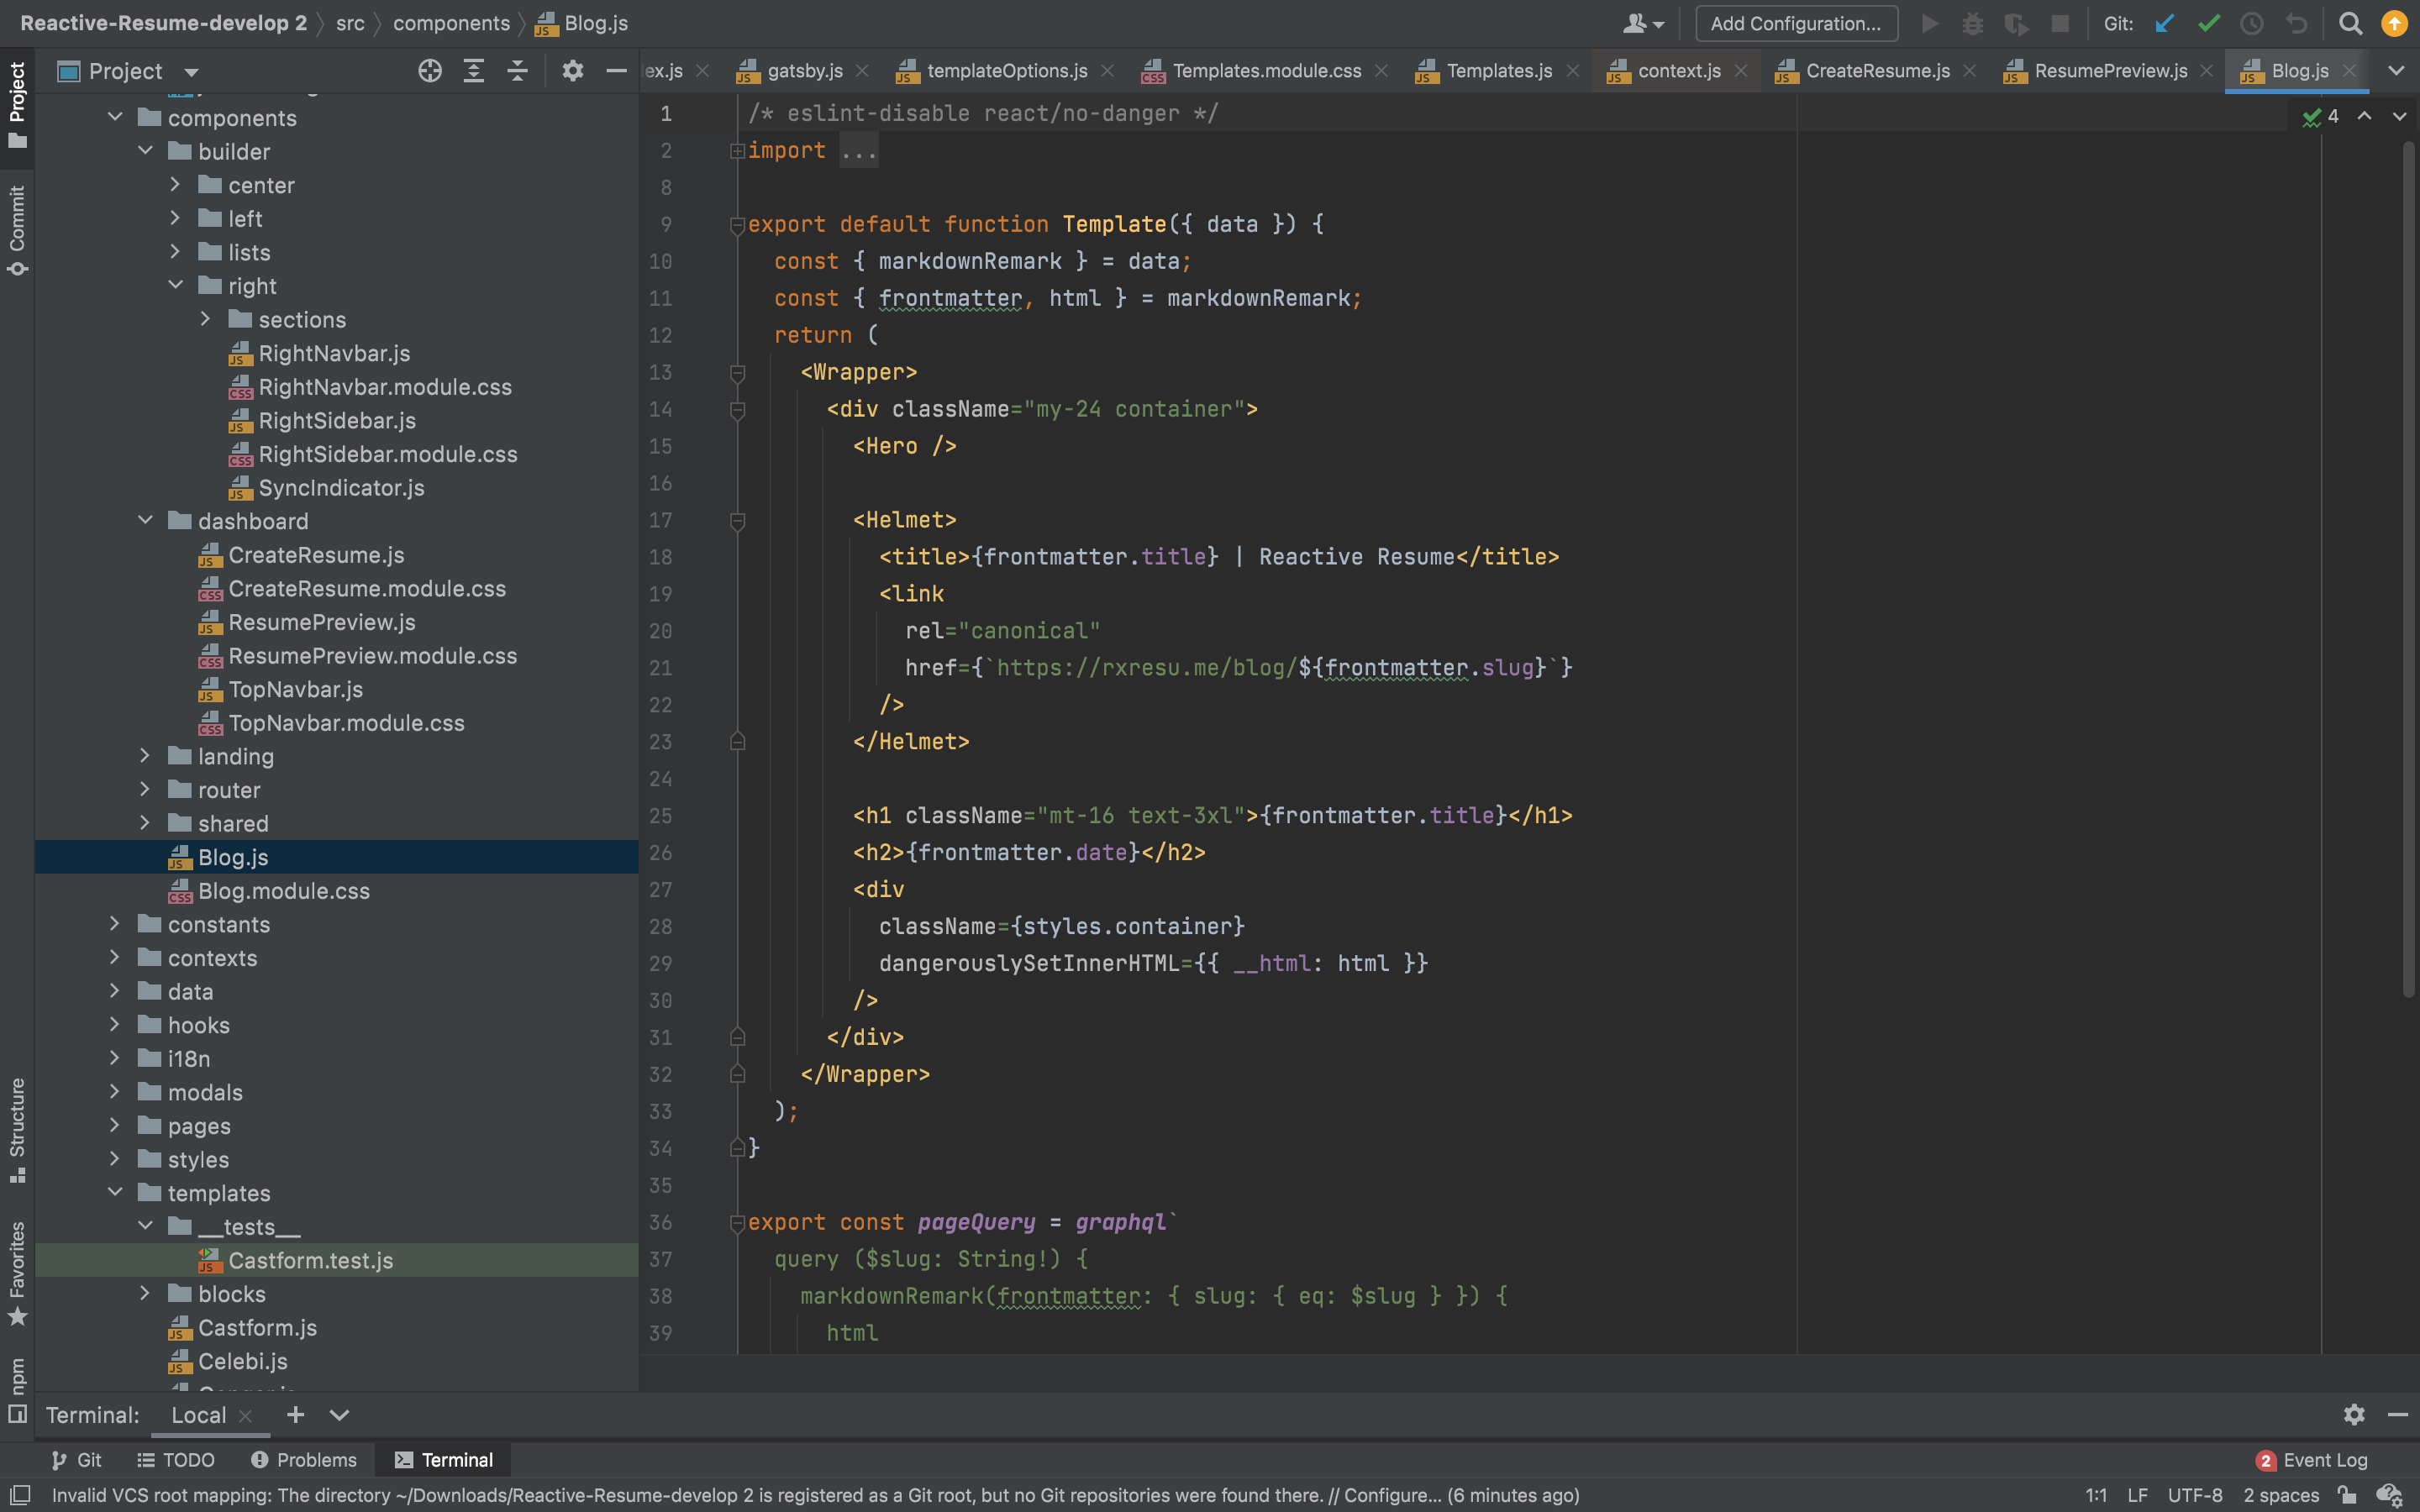 Reactive-Resume-develop 2 src components Blog.js Add Configuration... Git:
Project
ex.js gatsby.js templateOptions.js Templates.module.css Templates.js context.js CreateResume.js ResumePreview.js Blog.js
Project
Commit
Structure
Favorites
npm
components
builder
center
left
lists
right
sections
RightNavbar.js
RightNavbar.module.css
RightSidebar.js
RightSidebar.module.css
SyncIndicator.js
dashboard
CreateResume.js
CreateResume.module.css
ResumePreview.js
ResumePreview.module.css
TopNavbar.js
TopNavbar.module.css
landing
router
shared
Blog.js
Blog.module.css
constants
contexts
data
hooks
i18n
modals
pages
styles
templates
__tests__
Castform.test.js
blocks
Castform.js
Celebi.js
4
1 /* eslint-disable react/no-danger */
2 import ...
8
9 export default function Template({ data }) {
10 const { markdownRemark } = data;
11 const { frontmatter, html } = markdownRemark;
12 return (
13 <Wrapper>
14 <div className="my-24 container">
15 <Hero />
16
17 <Helmet>
18 <title>{frontmatter.title} | Reactive Resume</title>
19 <link
20 rel="canonical"
21 href={`https://rxresu.me/blog/${frontmatter.slug}`}
22 />
23 </Helmet>
24
25 <h1 className="mt-16 text-3xl">{frontmatter.title}</h1>
26 <h2>{frontmatter.date}</h2>
27 <div
28 className={styles.container}
29 dangerouslySetInnerHTML={{ __html: html }}
30 />
31 </div>
32 </Wrapper>
33 );
34 }
35
36 export const pageQuery = graphql`
37 query ($slug: String!) {
38 markdownRemark(frontmatter: { slug: { eq: $slug } }) {
39 html
Terminal: Local
Git TODO Problems Terminal 2 Event Log
Invalid VCS root mapping: The directory ~/Downloads/Reactive-Resume-develop 2 is registered as a Git root, but no Git repositories were found there. // Configure... (6 minutes ago) 1:1 LF UTF-8 2 spaces